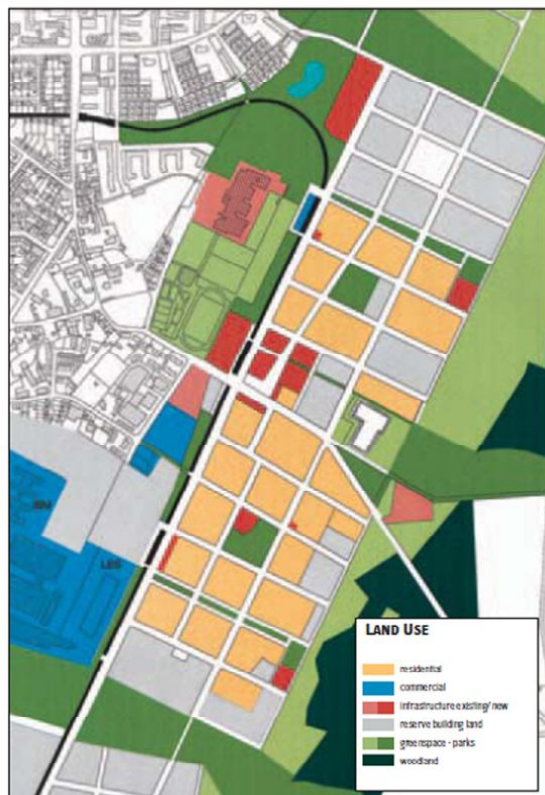 LAND USE
residential
commercial
infrastructure existing/new
reserve building land
greenspace - parks
woodland